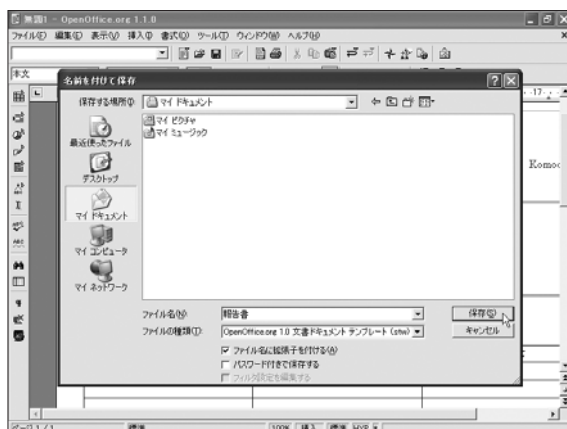 無題1 - OpenOffice.org 1.1.0
ファイル(F) 編集(E) 表示(V) 挿入(I) 書式(O) ツール(T) ウィンドウ(W) ヘルプ(H)
本文
名前を付けて保存
保存する場所(I): マイ ドキュメント
17
マイ ピクチャ
マイ ミュージック
最近使ったファイル
デスクトップ
マイ ドキュメント
マイ コンピュータ
マイ ネットワーク
Komoc
ファイル名(N): 報告書 保存(S)
ファイルの種類(T): OpenOffice.org 1.0 文書ドキュメント テンプレート (stw) キャンセル
ファイル名に拡張子を付ける(A)
パスワード付きで保存する
フィルタ設定を編集する
ページ 1 / 1 標準 100% 挿入 標準 HYP